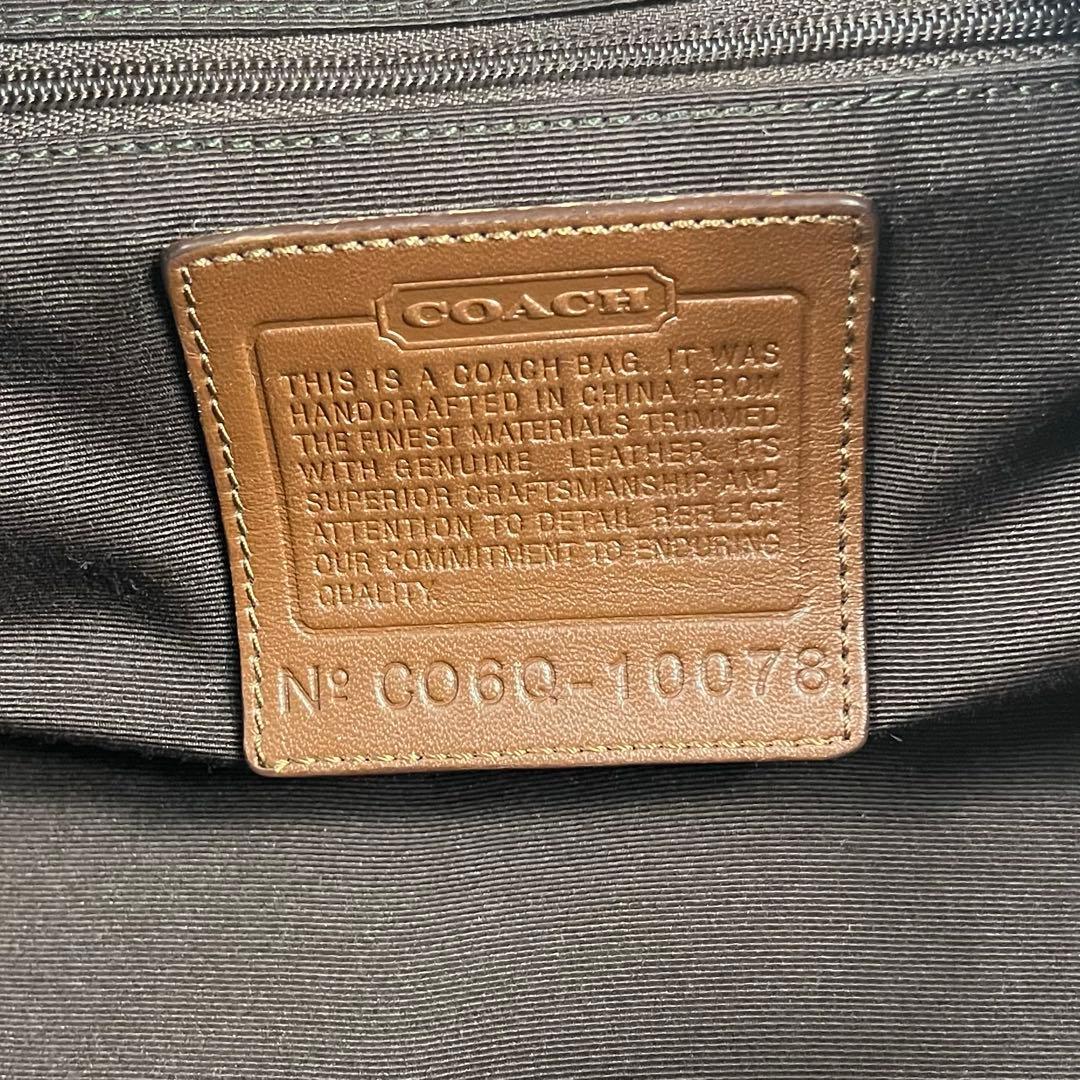 COACH
THIS IS A COACH BAG. IT WAS
HANDCRAFTED IN CHINA FROM
THE FINEST MATERIALS TRIMMED
WITH GENUINE LEATHER. ITS
SUPERIOR CRAFTSMANSHIP AND
ATTENTION TO DETAIL REFLECT
OUR COMMITMENT TO ENDURING
QUALITY.
Nº CO6Q-10078